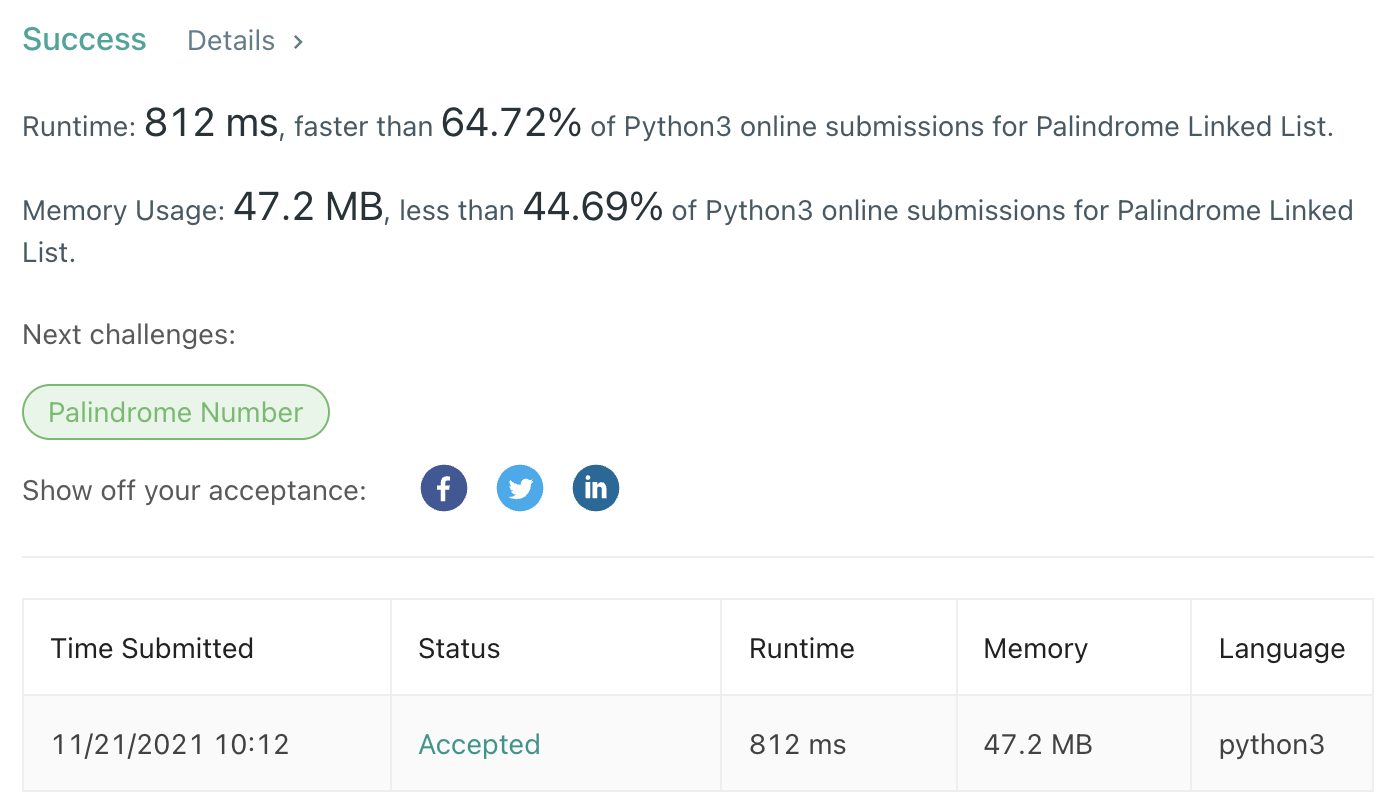 Success Details >
Runtime: 812 ms, faster than 64.72% of Python3 online submissions for Palindrome Linked List.
Memory Usage: 47.2 MB, less than 44.69% of Python3 online submissions for Palindrome Linked
List.
Next challenges:
Palindrome Number
Show off your acceptance: f in
Time Submitted Status Runtime Memory Language
11/21/2021 10:12 Accepted 812 ms 47.2 MB python3